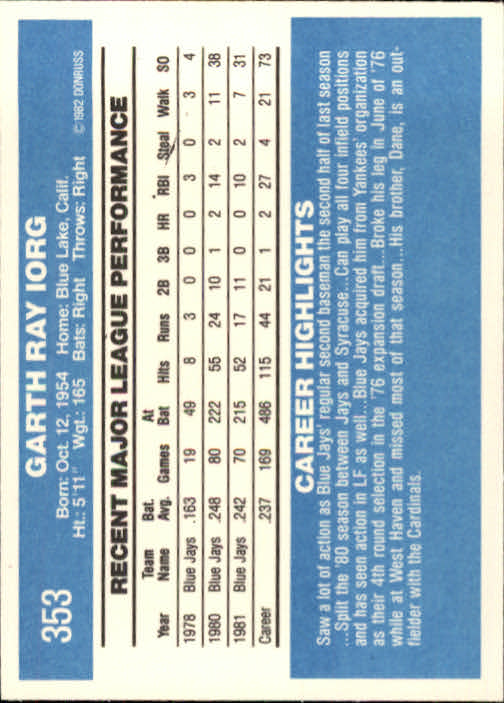 353
GARTH RAY IORG
Born: Oct. 12, 1954 Home: Blue Lake, Calif.
Ht.: 5'11" Wgt.: 165 Bats: Right Throws: Right © 1982 DONRUSS
RECENT MAJOR LEAGUE PERFORMANCE
Year Team Name Bat. Avg. Games At Bat Hits Runs 2B 3B HR RBI Steal Walk SO
1978 Blue Jays .163 19 49 8 3 0 0 0 3 0 3 4
1980 Blue Jays .248 80 222 55 24 10 1 2 14 2 11 38
1981 Blue Jays .242 70 215 52 17 11 0 0 10 2 7 31
Career .237 169 486 115 44 21 1 2 27 4 21 73
CAREER HIGHLIGHTS
Saw a lot of action as Blue Jays' regular second baseman the second half of last season
...Split the '80 season between Jays and Syracuse...Can play all four infield positions
and has seen action in LF as well...Blue Jays acquired him from Yankees' organization
as their 4th round selection in the '76 expansion draft...Broke his leg in June of '76
while at West Haven and missed most of that season...His brother, Dane, is an out-
fielder with the Cardinals.